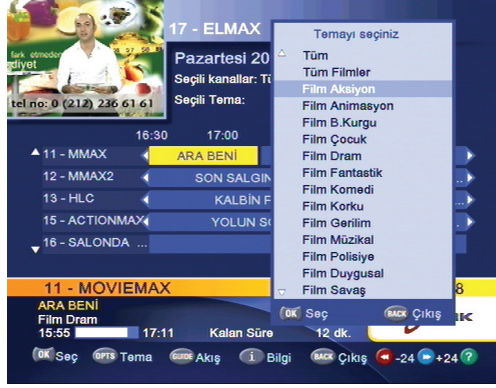 fark etmeden
diyet
tel no: 0 (212) 236 61 61
17 - ELMAX
Pazartesi 20
Seçili kanallar: Tü
Seçili Tema:
Temayı seçiniz
Tüm
Tüm Filmler
Film Aksiyon
Film Animasyon
Film B.Kurgu
Film Çocuk
Film Dram
Film Fantastik
Film Komedi
Film Korku
Film Gerilim
Film Müzikal
Film Polisiye
Film Duygusal
Film Savaş
OK Seç BACK Çıkış
16:30 17:00
11 - MMAX ARA BENİ
12 - MMAX2 SON SALGIN
13 - HLC KALBİN F
15 - ACTIONMAX YOLUN S
16 - SALONDA ...
11 - MOVIEMAX 8
ARA BENİ
Film Dram
15:55 17:11 Kalan Süre 12 dk.
OK Seç OPTS Tema GUIDE Akış i Bilgi BACK Çıkış -24 +24 ?